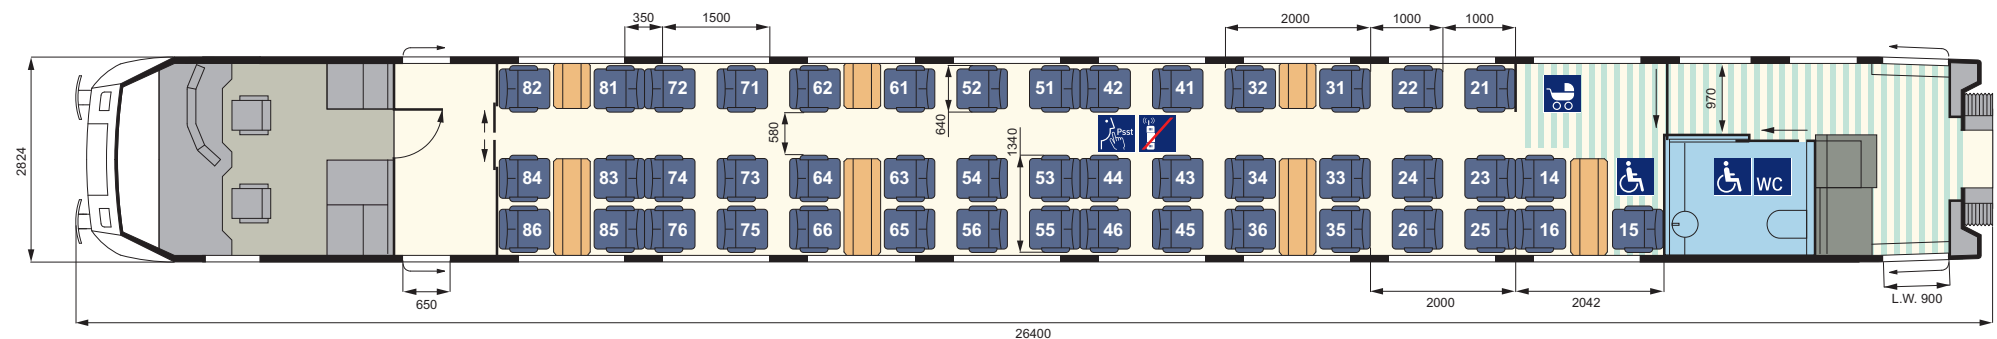 350 1500 2000 1000 1000
82 81 72 71 62 61 52 51 42 41 32 31 22 21
2824 580 640 1340 Psst 970
84 83 74 73 64 63 54 53 44 43 34 33 24 23 14 WC
86 85 76 75 66 65 56 55 46 45 36 35 26 25 16 15
650 2000 2042 L.W. 900
26400